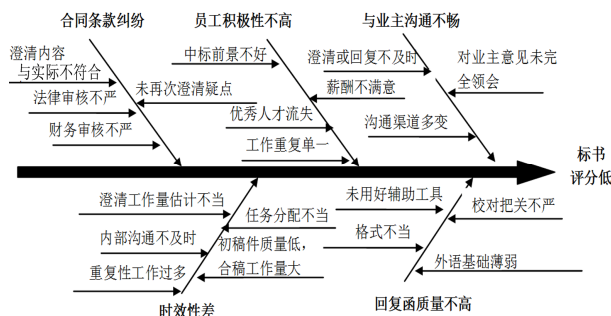 合同条款纠纷
员工积极性不高
与业主沟通不畅
澄清内容
与实际不符合
法律审核不严
财务审核不严
未再次澄清疑点
中标前景不好
薪酬不满意
优秀人才流失
工作重复单一
澄清或回复不及时
对业主意见未完
全领会
沟通渠道多变
标书
评分低
澄清工作量估计不当
任务分配不当
内部沟通不及时
初稿件质量低，
合稿工作量大
重复性工作过多
时效性差
未用好辅助工具
校对把关不严
格式不当
外语基础薄弱
回复函质量不高